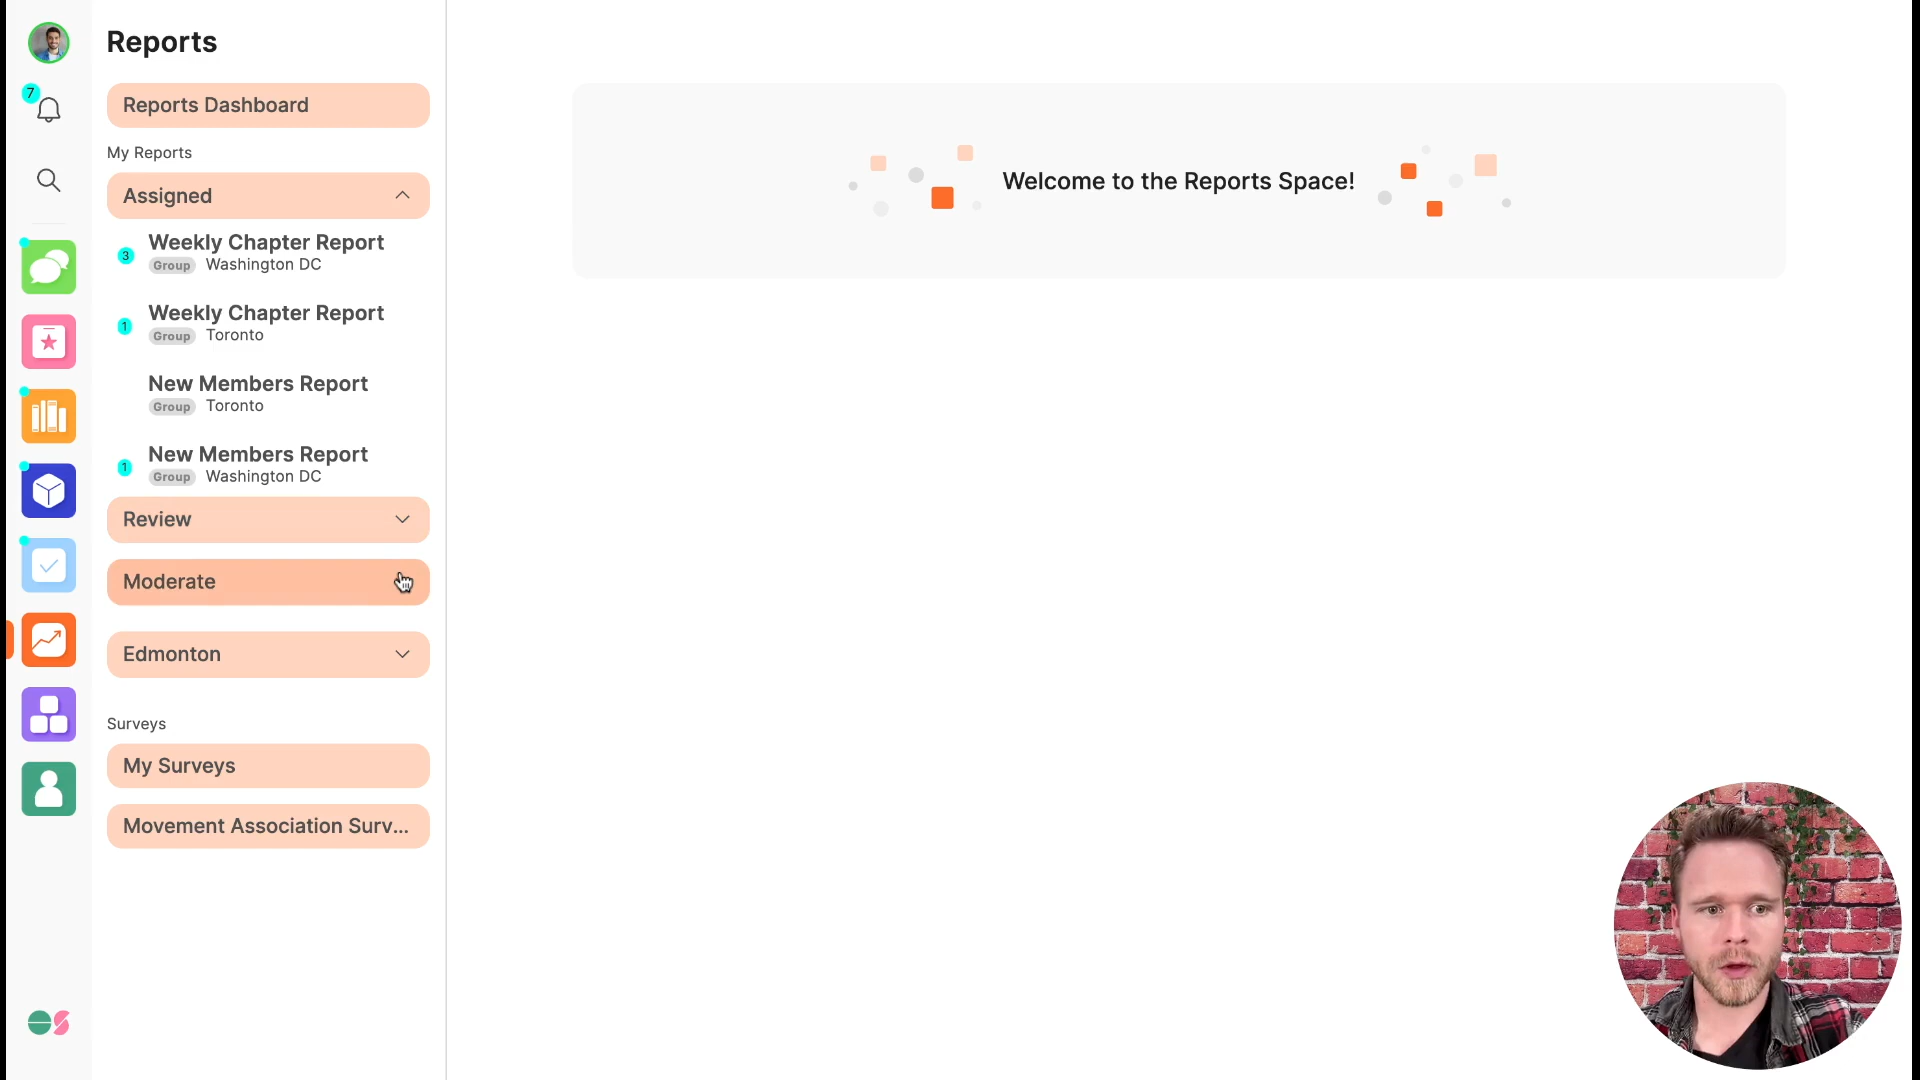 Reports
7
Reports Dashboard
My Reports
Assigned
Weekly Chapter Report
3
Group Washington DC
Weekly Chapter Report
1
Group Toronto
New Members Report
Group Toronto
New Members Report
1
Group Washington DC
Review
Moderate
Edmonton
Surveys
My Surveys
Movement Association Surv...
Welcome to the Reports Space!